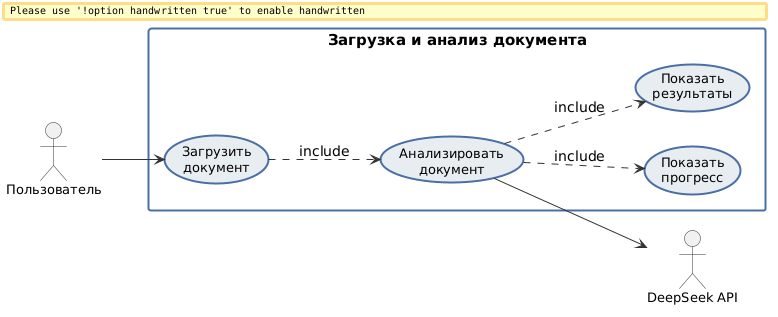 Please use '!option handwritten true' to enable handwritten
Загрузка и анализ документа
Показать
результаты
include
Загрузить
документ
include
Анализировать
документ
include
Показать
прогресс
Пользователь
DeepSeek API